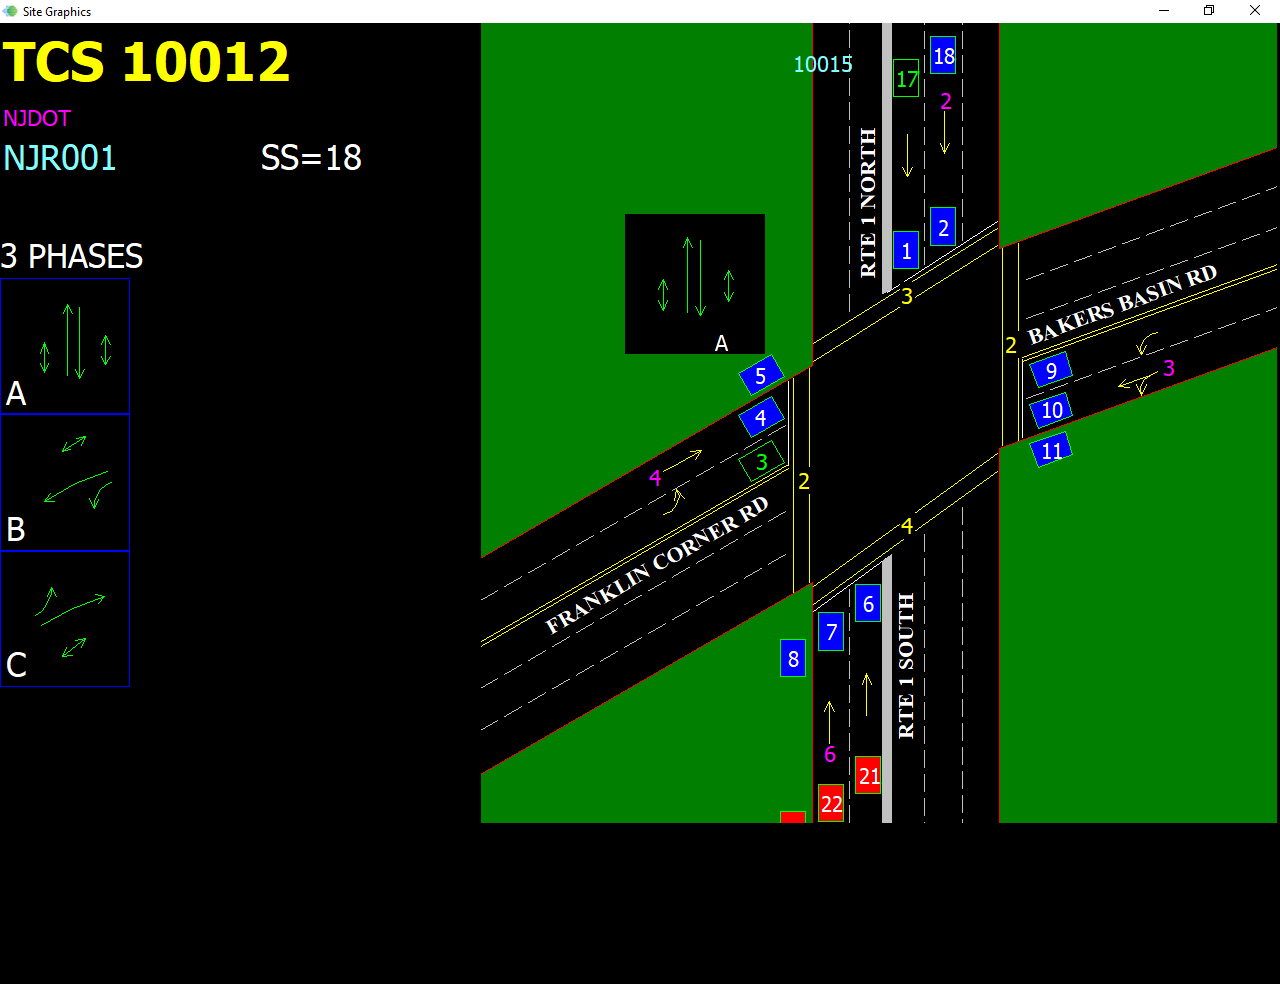 Site Graphics
TCS 10012
NJDOT
NJR001 SS=18
3 PHASES
A
B
C
A
10015
17
18
2
RTE 1 NORTH
1
2
3
BAKERS BASIN RD
2
9
3
10
11
5
4
3
4
2
FRANKLIN CORNER RD
4
6
7
8
RTE 1 SOUTH
6
21
22